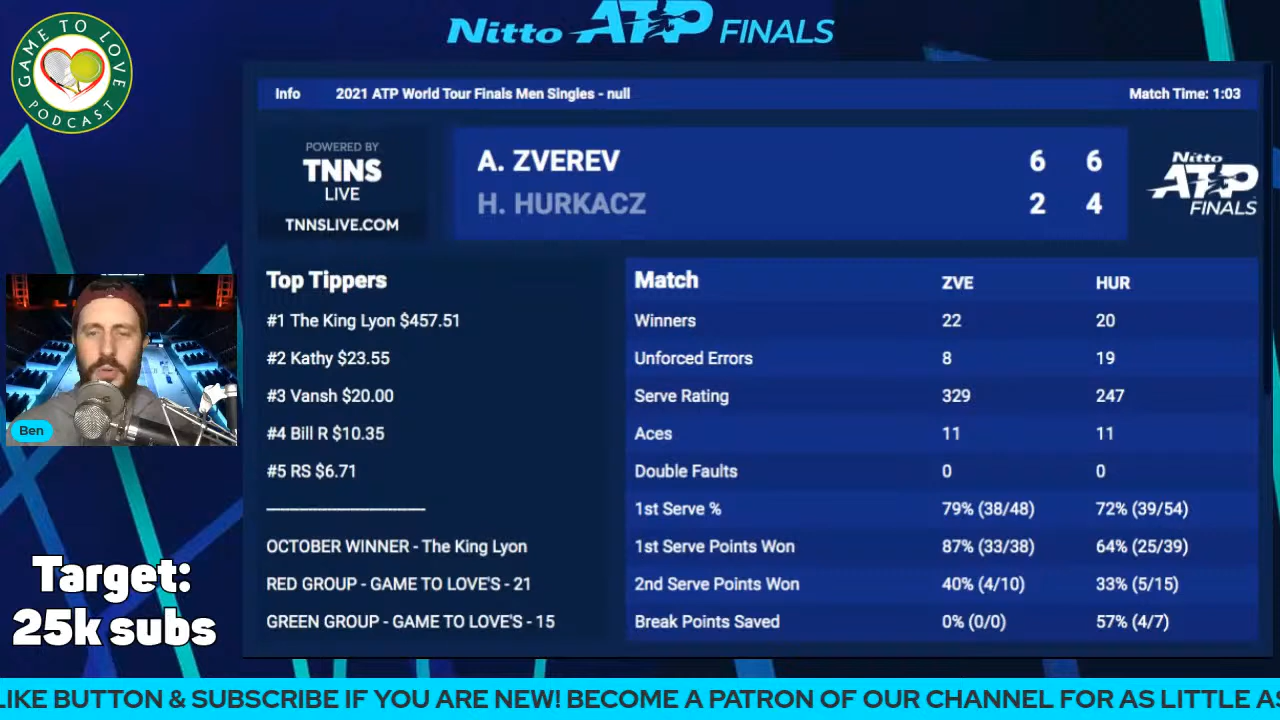 GAME TO LOVE
PODCAST
Nitto ATP FINALS
Info 2021 ATP World Tour Finals Men Singles - null Match Time: 1:03
POWERED BY
TNNS
LIVE
TNNSLIVE.COM
A. ZVEREV 6 6
H. HURKACZ 2 4
Nitto
ATP
FINALS
Top Tippers
#1 The King Lyon $457.51
#2 Kathy $23.55
#3 Vansh $20.00
#4 Bill R $10.35
#5 RS $6.71
--------------------------------
OCTOBER WINNER - The King Lyon
RED GROUP - GAME TO LOVE'S - 21
GREEN GROUP - GAME TO LOVE'S - 15
Match ZVE HUR
Winners 22 20
Unforced Errors 8 19
Serve Rating 329 247
Aces 11 11
Double Faults 0 0
1st Serve % 79% (38/48) 72% (39/54)
1st Serve Points Won 87% (33/38) 64% (25/39)
2nd Serve Points Won 40% (4/10) 33% (5/15)
Break Points Saved 0% (0/0) 57% (4/7)
Ben
Target:
25k subs
LIKE BUTTON & SUBSCRIBE IF YOU ARE NEW! BECOME A PATRON OF OUR CHANNEL FOR AS LITTLE AS